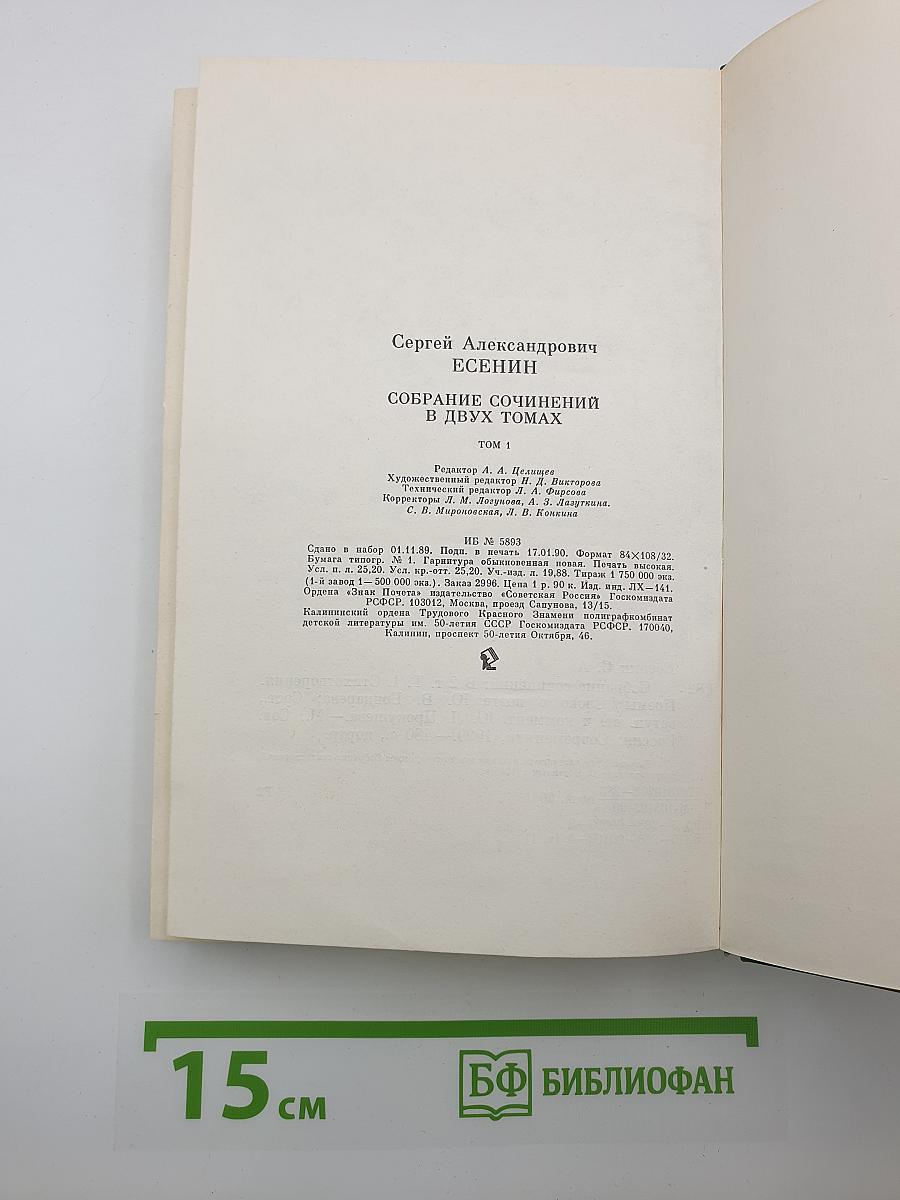 Сергей Александрович
ЕСЕНИН
СОБРАНИЕ СОЧИНЕНИЙ
В ДВУХ ТОМАХ
ТОМ 1
Редактор А. А. Целищев
Художественный редактор Н. Д. Викторова
Технический редактор Л. А. Фирсова
Корректоры Л. М. Логунова, А. З. Лазуткина.
С. В. Мироновская, Л. В. Конкина
ИБ № 5893
Сдано в набор 01.11.89. Подп. в печать 17.01.90. Формат 84×108/32.
Бумага типогр. № 1. Гарнитура обыкновенная новая. Печать высокая.
Усл. п. л. 25,20. Усл. кр.-отт. 25,20. Уч.-изд. л. 19,88. Тираж 1 750 000 экз.
(1-й завод 1—500 000 экз.). Заказ 2996. Цена 1 р. 90 к. Изд. инд. ЛХ—141.
Ордена «Знак Почета» издательство «Советская Россия» Госкомиздата
РСФСР. 103012, Москва, проезд Сапунова, 13/15.
Калининский ордена Трудового Красного Знамени полиграфкомбинат
детской литературы им. 50-летия СССР Госкомиздата РСФСР. 170040,
Калинин, проспект 50-летия Октября, 46.
15 см
БФ БИБЛИОФАН